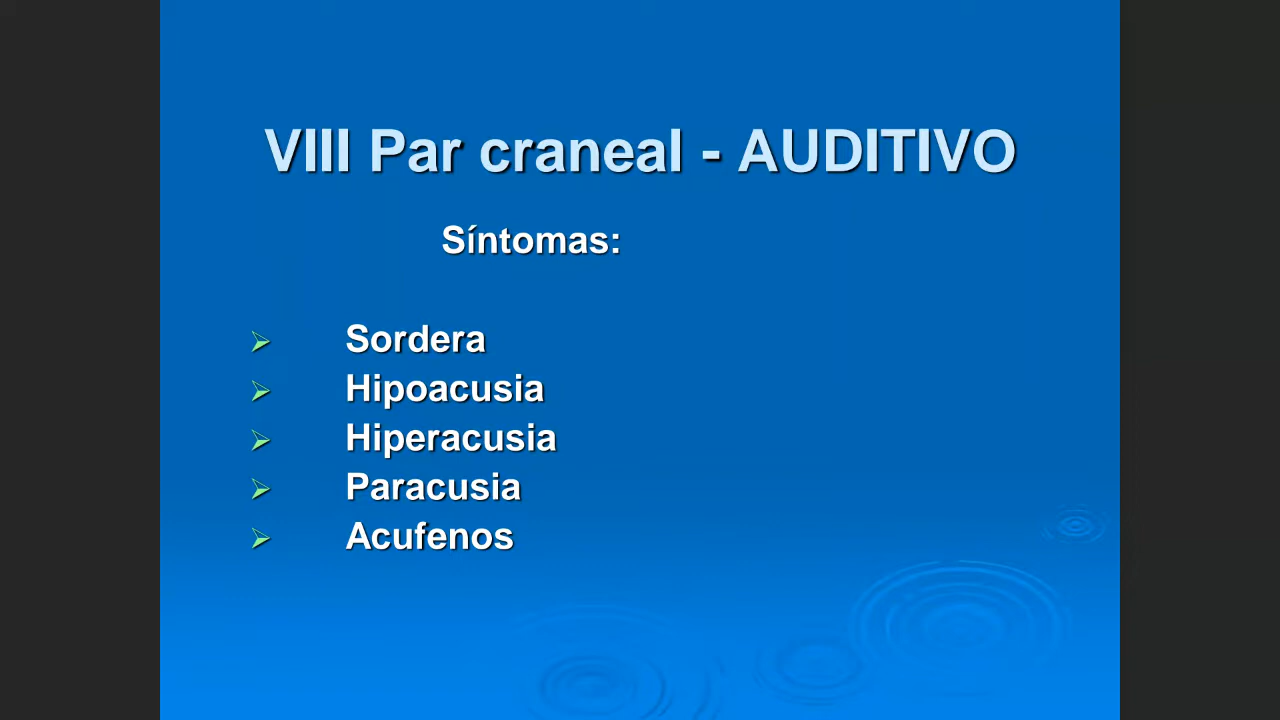 VIII Par craneal - AUDITIVO
Síntomas:
Sordera
Hipoacusia
Hiperacusia
Paracusia
Acufenos